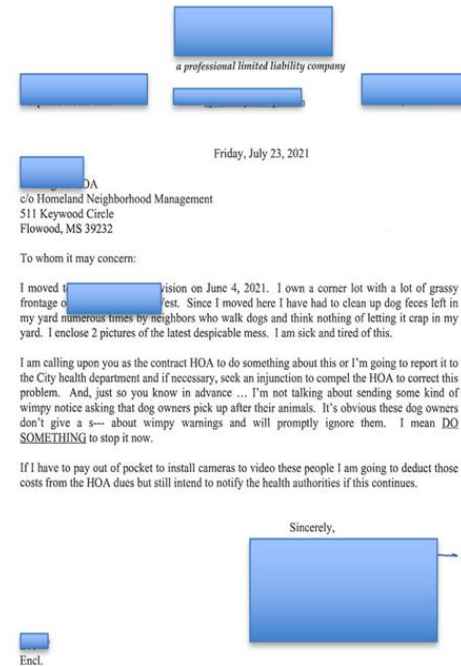 a professional limited liability company
Friday, July 23, 2021
OA
c/o Homeland Neighborhood Management
511 Keywood Circle
Flowood, MS 39232
To whom it may concern:
I moved t vision on June 4, 2021. I own a corner lot with a lot of grassy
frontage o est. Since I moved here I have had to clean up dog feces left in
my yard numerous times by neighbors who walk dogs and think nothing of letting it crap in my
yard. I enclose 2 pictures of the latest despicable mess. I am sick and tired of this.
I am calling upon you as the contract HOA to do something about this or I'm going to report it to
the City health department and if necessary, seek an injunction to compel the HOA to correct this
problem. And, just so you know in advance ... I'm not talking about sending some kind of
wimpy notice asking that dog owners pick up after their animals. It's obvious these dog owners
don't give a s--- about wimpy warnings and will promptly ignore them. I mean DO
SOMETHING to stop it now.
If I have to pay out of pocket to install cameras to video these people I am going to deduct those
costs from the HOA dues but still intend to notify the health authorities if this continues.
Sincerely,
Encl.